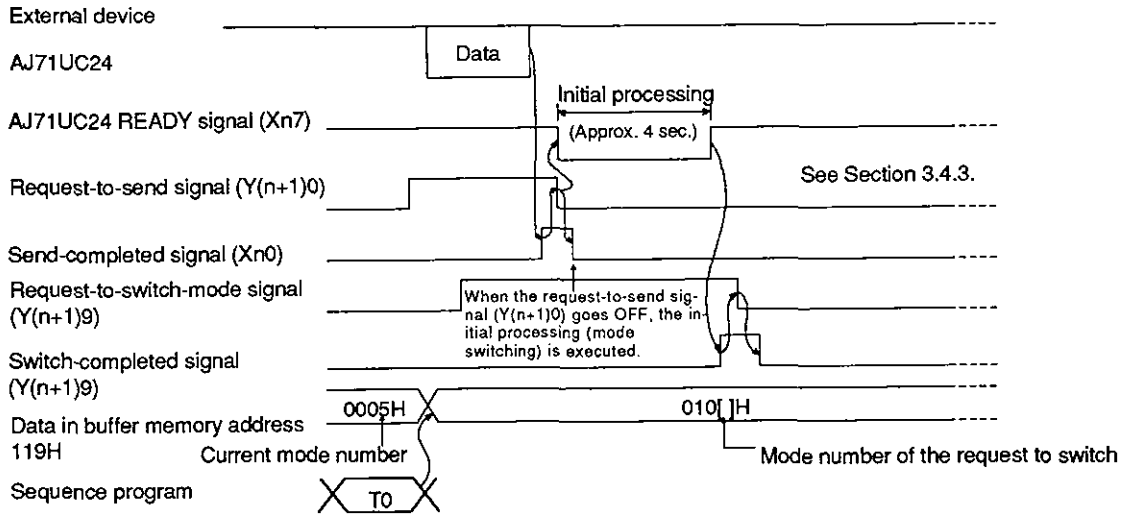 External device
AJ71UC24
Data
Initial processing
AJ71UC24 READY signal (Xn7)
(Approx. 4 sec.)
See Section 3.4.3.
Request-to-send signal (Y(n+1)0)
Send-completed signal (Xn0)
Request-to-switch-mode signal
(Y(n+1)9)
When the request-to-send sig-
nal (Y(n+1)0) goes OFF, the in-
itial processing (mode
switching) is executed.
Switch-completed signal
(Y(n+1)9)
0005H
010[ ]H
Data in buffer memory address
119H
Current mode number
Mode number of the request to switch
Sequence program
TO